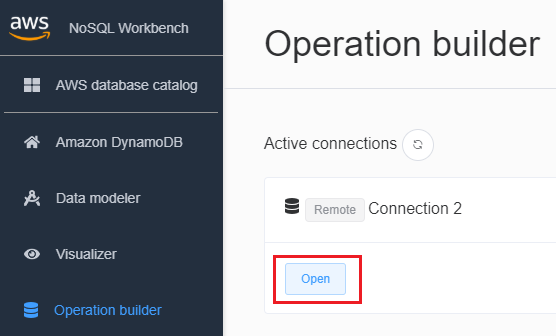 aws
NoSQL Workbench
AWS database catalog
Amazon DynamoDB
Data modeler
Visualizer
Operation builder
Operation builder
Active connections
Remote Connection 2
Open